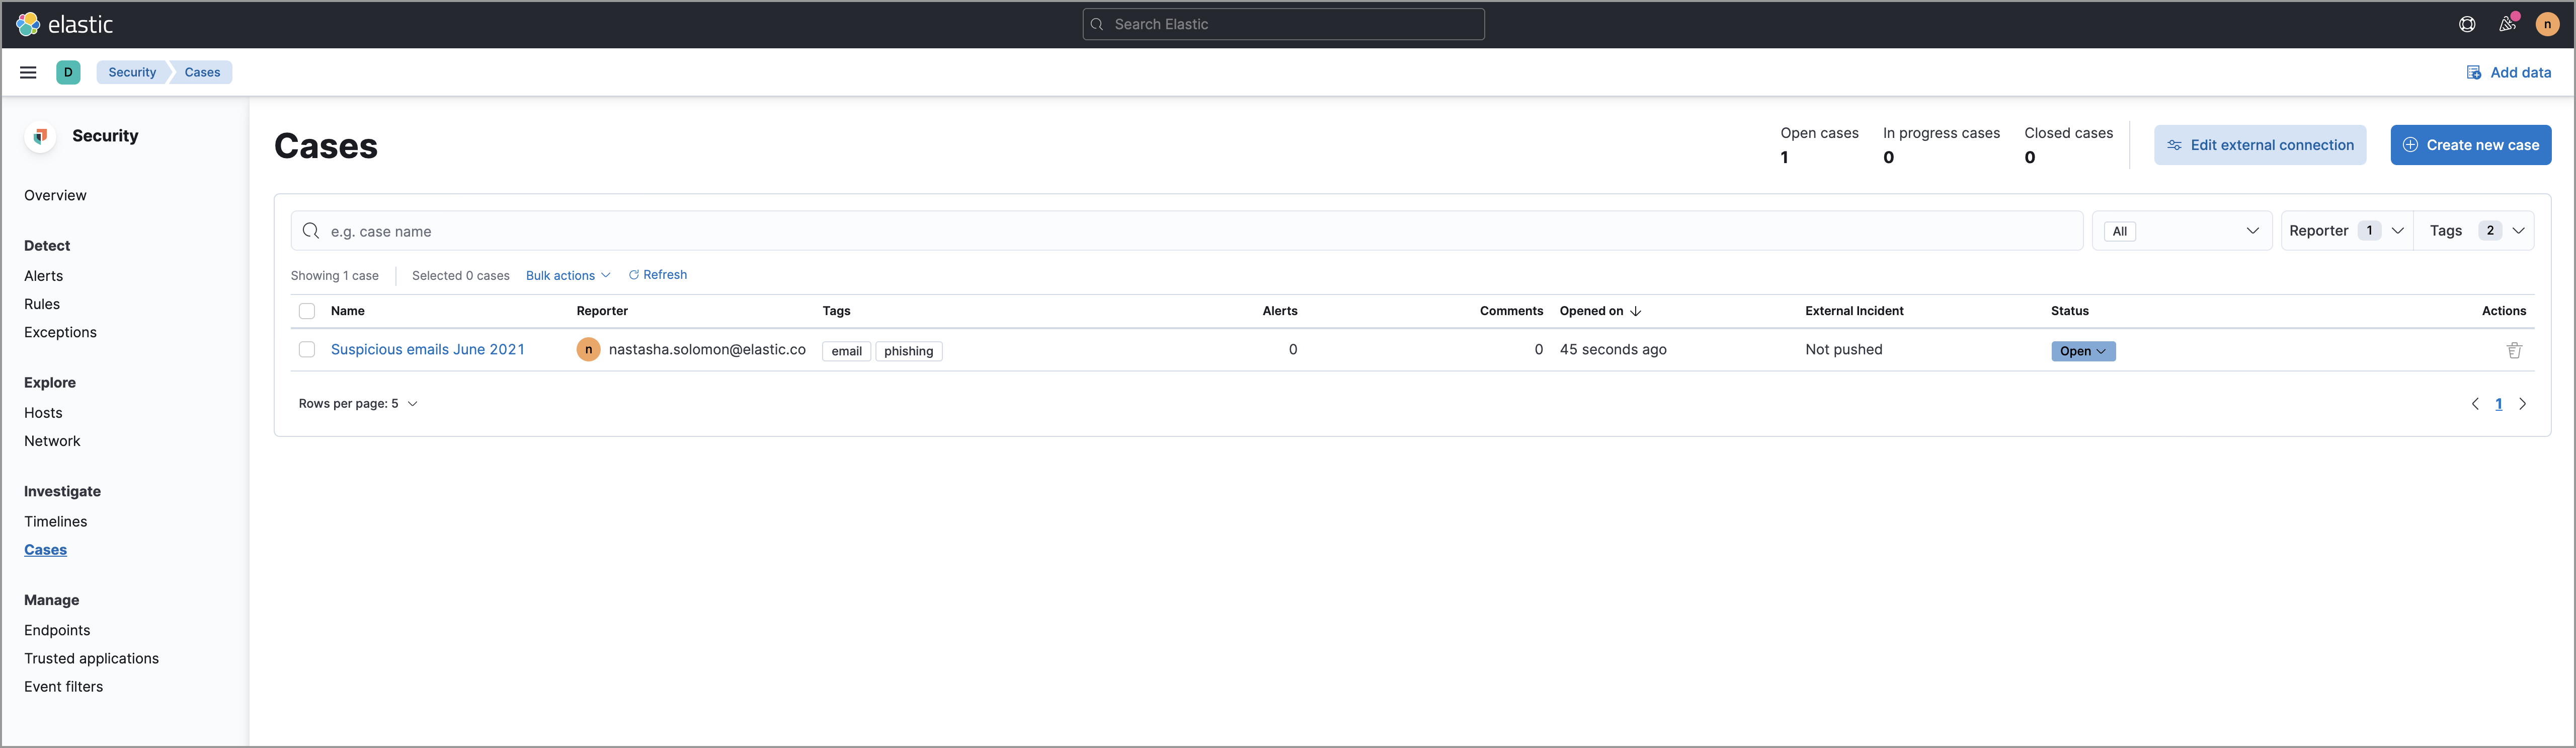 elastic
Search Elastic
n
D
Security
Cases
Add data
Security
Overview
Detect
Alerts
Rules
Exceptions
Explore
Hosts
Network
Investigate
Timelines
Cases
Manage
Endpoints
Trusted applications
Event filters
Cases
Open cases In progress cases Closed cases
1 0 0
Edit external connection
Create new case
e.g. case name
All
Reporter 1
Tags 2
Showing 1 case Selected 0 cases Bulk actions Refresh
Name Reporter Tags Alerts Comments Opened on External Incident Status Actions
Suspicious emails June 2021 n nastasha.solomon@elastic.co email phishing 0 0 45 seconds ago Not pushed Open
Rows per page: 5
1